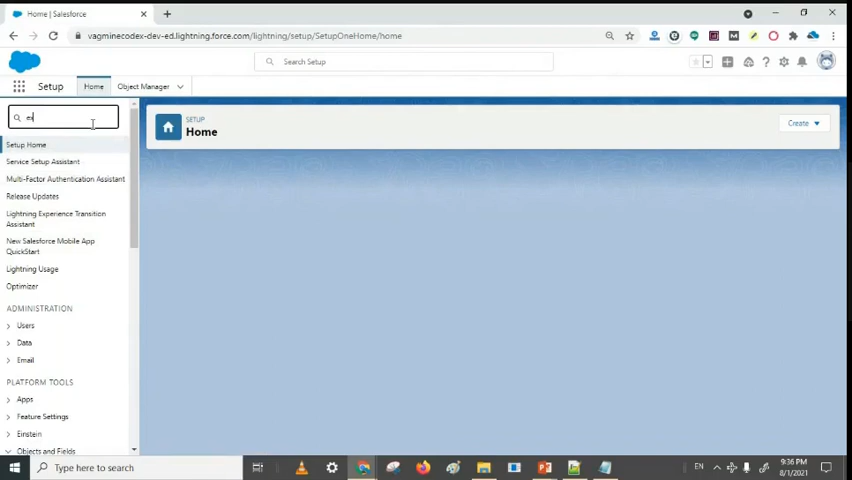 Home | Salesforce
vagminecodex-dev-ed.lightning.force.com/lightning/setup/SetupOneHome/home
Search Setup
Setup
Home
Object Manager
SETUP
Home
Create
Setup Home
Service Setup Assistant
Multi-Factor Authentication Assistant
Release Updates
Lightning Experience Transition
Assistant
New Salesforce Mobile App
QuickStart
Lightning Usage
Optimizer
ADMINISTRATION
Users
Data
Email
PLATFORM TOOLS
Apps
Feature Settings
Einstein
Objects and Fields
Type here to search
EN
9:36 PM
8/1/2021